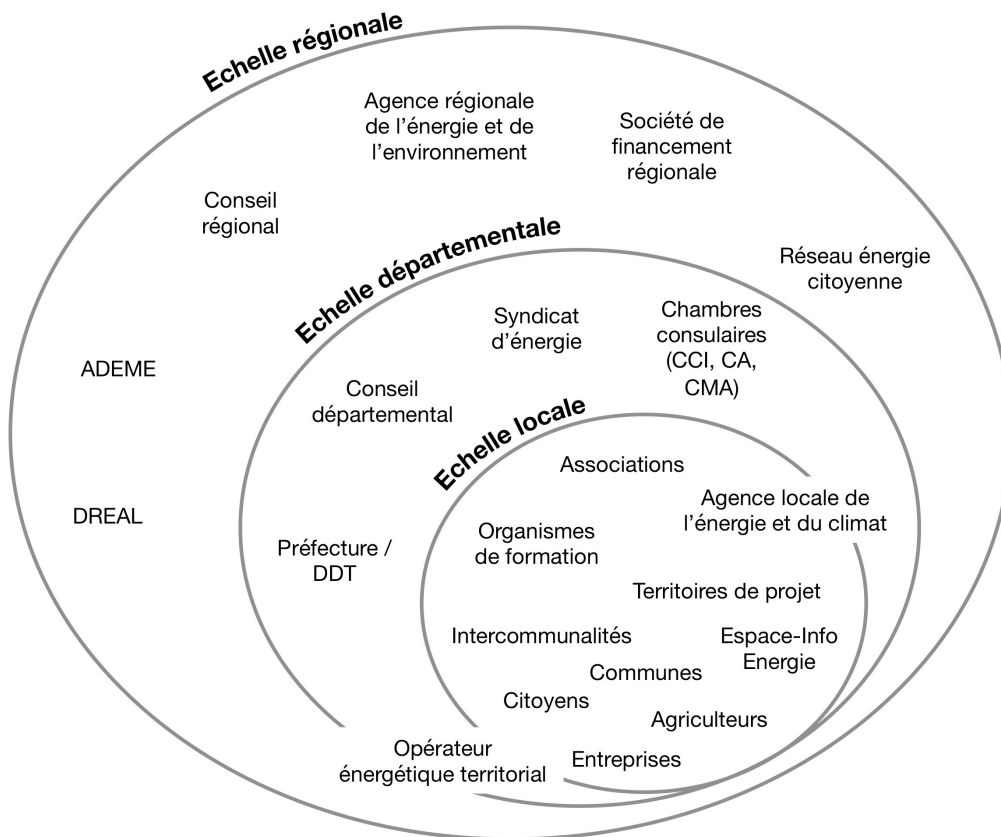 Echelle régionale
Agence régionale
de l’énergie et de
l’environnement
Société de
financement
régionale
Conseil
régional
Réseau énergie
citoyenne
ADEME
DREAL
Echelle départementale
Syndicat
d’énergie
Chambres
consulaires
(CCI, CA,
CMA)
Conseil
départemental
Préfecture /
DDT
Echelle locale
Associations
Agence locale de
l’énergie et du climat
Organismes
de formation
Territoires de projet
Intercommunalités
Espace-Info
Energie
Communes
Citoyens
Agriculteurs
Opérateur
énergétique territorial
Entreprises